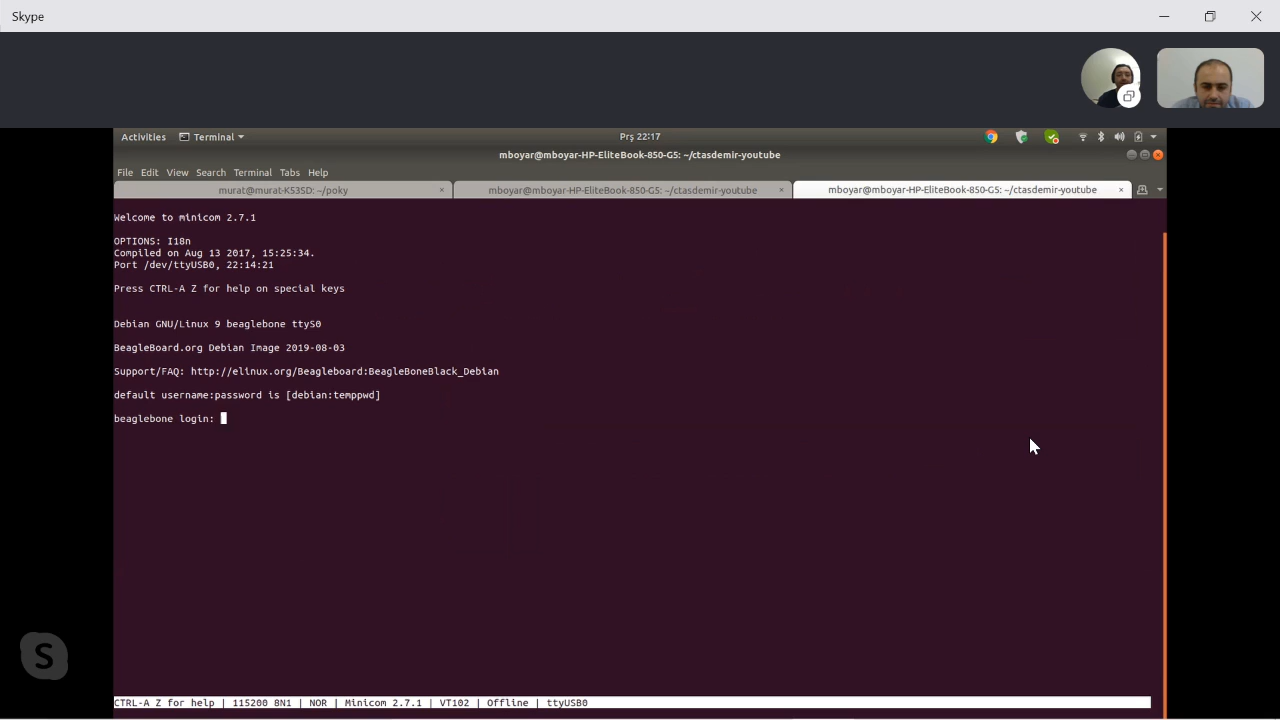 Skype
Activities Terminal Prş 22:17
mboyar@mboyar-HP-EliteBook-850-G5: ~/ctasdemir-youtube
File Edit View Search Terminal Tabs Help
murat@murat-K53SD: ~/poky × mboyar@mboyar-HP-EliteBook-850-G5: ~/ctasdemir-youtube × mboyar@mboyar-HP-EliteBook-850-G5: ~/ctasdemir-youtube ×
Welcome to minicom 2.7.1
OPTIONS: I18n
Compiled on Aug 13 2017, 15:25:34.
Port /dev/ttyUSB0, 22:14:21
Press CTRL-A Z for help on special keys
Debian GNU/Linux 9 beaglebone ttyS0
BeagleBoard.org Debian Image 2019-08-03
Support/FAQ: http://elinux.org/Beagleboard:BeagleBoneBlack_Debian
default username:password is [debian:temppwd]
beaglebone login:
S
CTRL-A Z for help | 115200 8N1 | NOR | Minicom 2.7.1 | VT102 | Offline | ttyUSB0